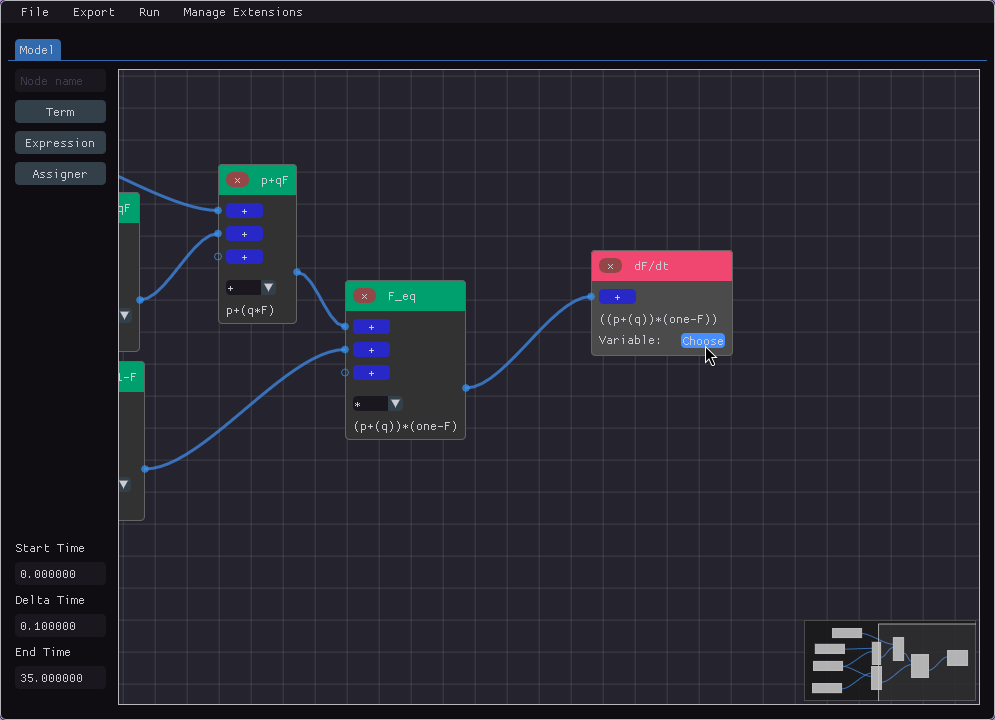 File Export Run Manage Extensions
Model
Node name
Term
Expression
Assigner
qF
1-F
× p+qF
+
+
+
+ ▼
p+(q*F)
× F_eq
+
+
+
* ▼
(p+(q))*(one-F)
× dF/dt
+
((p+(q))*(one-F))
Variable: Choose
Start Time
0.000000
Delta Time
0.100000
End Time
35.000000